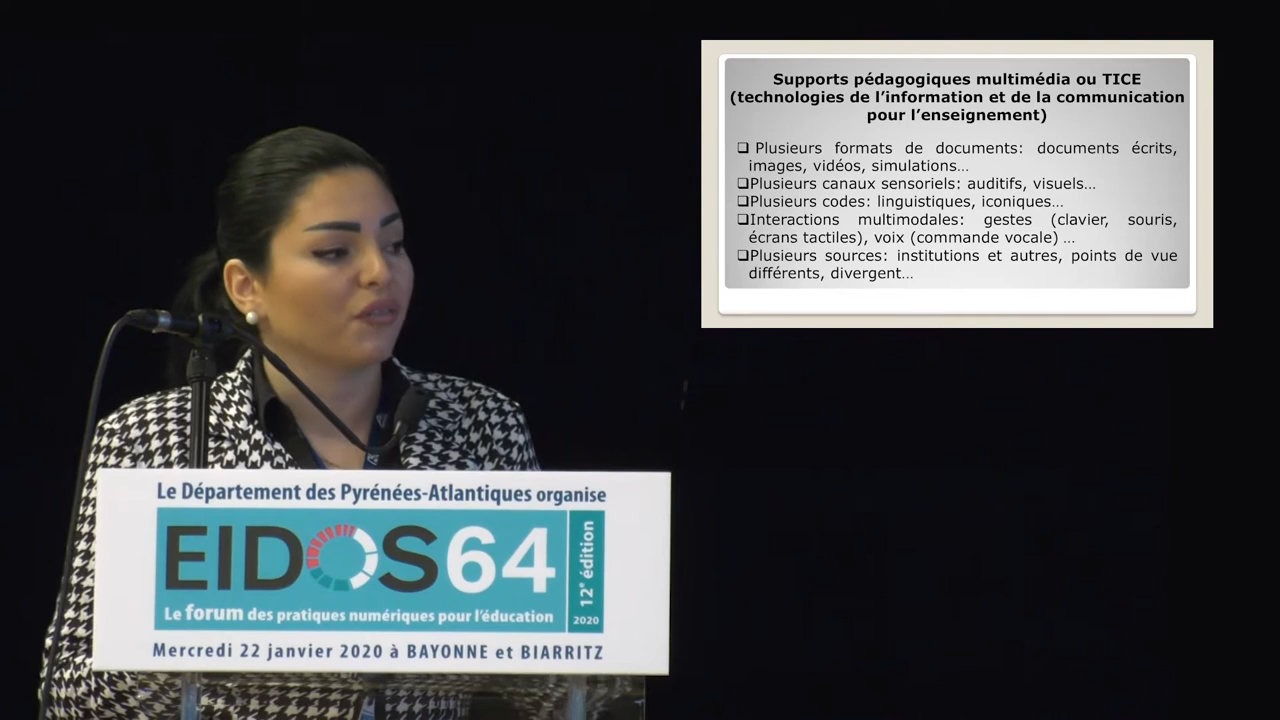 Supports pédagogiques multimédia ou TICE
(technologies de l'information et de la communication
pour l'enseignement)
❑ Plusieurs formats de documents: documents écrits,
images, vidéos, simulations...
❑Plusieurs canaux sensoriels: auditifs, visuels...
❑Plusieurs codes: linguistiques, iconiques...
❑Interactions multimodales: gestes (clavier, souris,
écrans tactiles), voix (commande vocale) ...
❑Plusieurs sources: institutions et autres, points de vue
différents, divergent...
Le Département des Pyrénées-Atlantiques organise
EIDOS64
12e édition
2020
Le forum des pratiques numériques pour l'éducation
Mercredi 22 janvier 2020 à BAYONNE et BIARRITZ